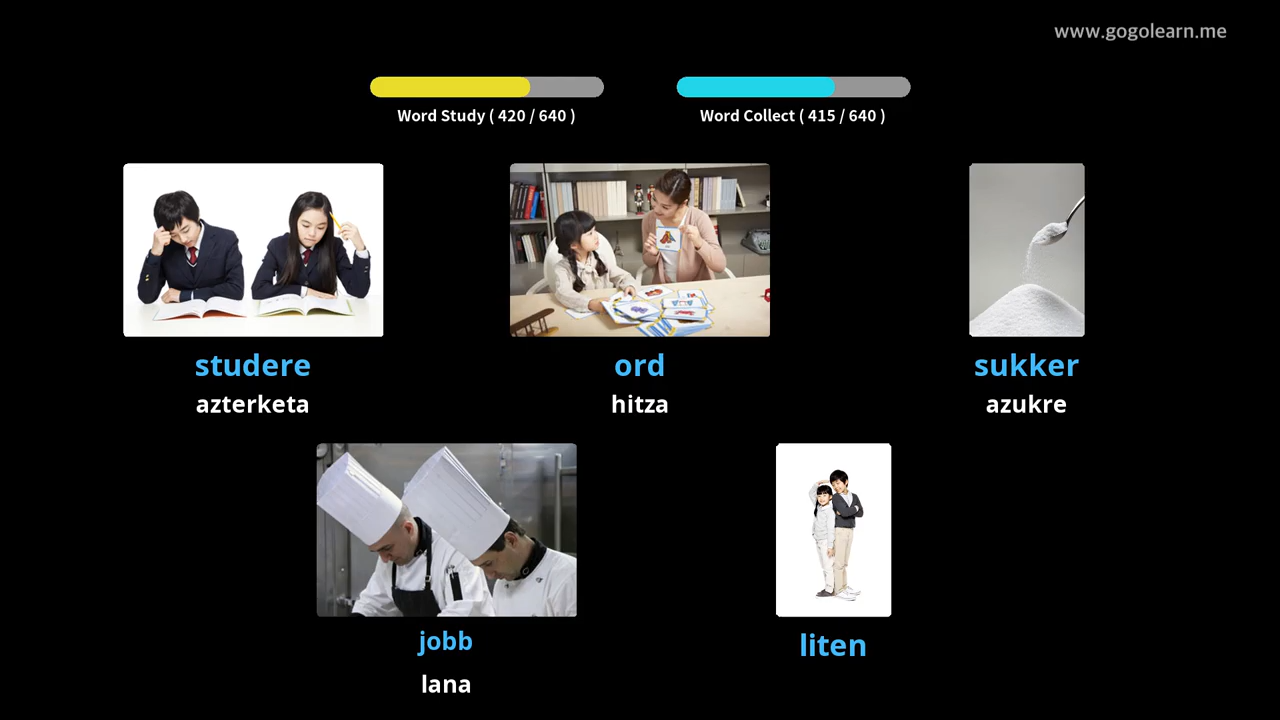 www.gogolearn.me
Word Study ( 420 / 640 )
Word Collect ( 415 / 640 )
studere
azterketa
ord
hitza
sukker
azukre
jobb
lana
liten